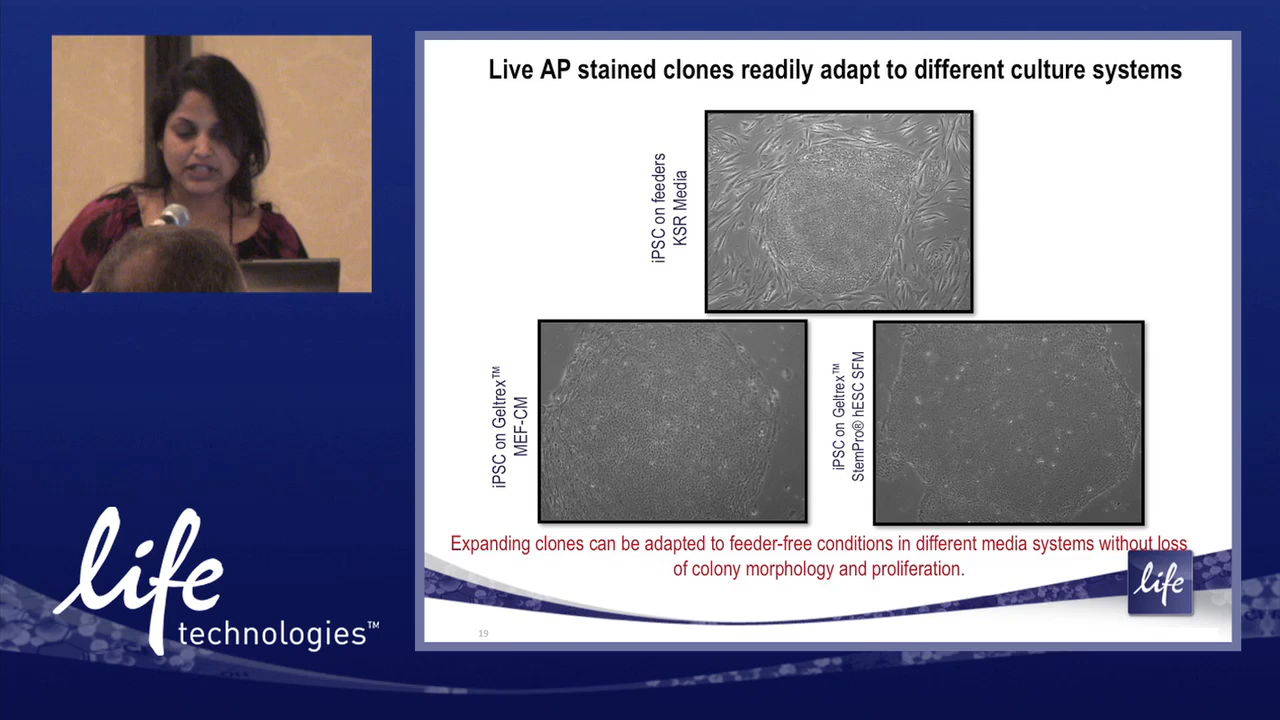 Live AP stained clones readily adapt to different culture systems
iPSC on feeders
KSR Media
iPSC on Geltrex™
MEF-CM
iPSC on Geltrex™
StemPro® hESC SFM
Expanding clones can be adapted to feeder-free conditions in different media systems without loss
of colony morphology and proliferation.
life
19
life
technologies™